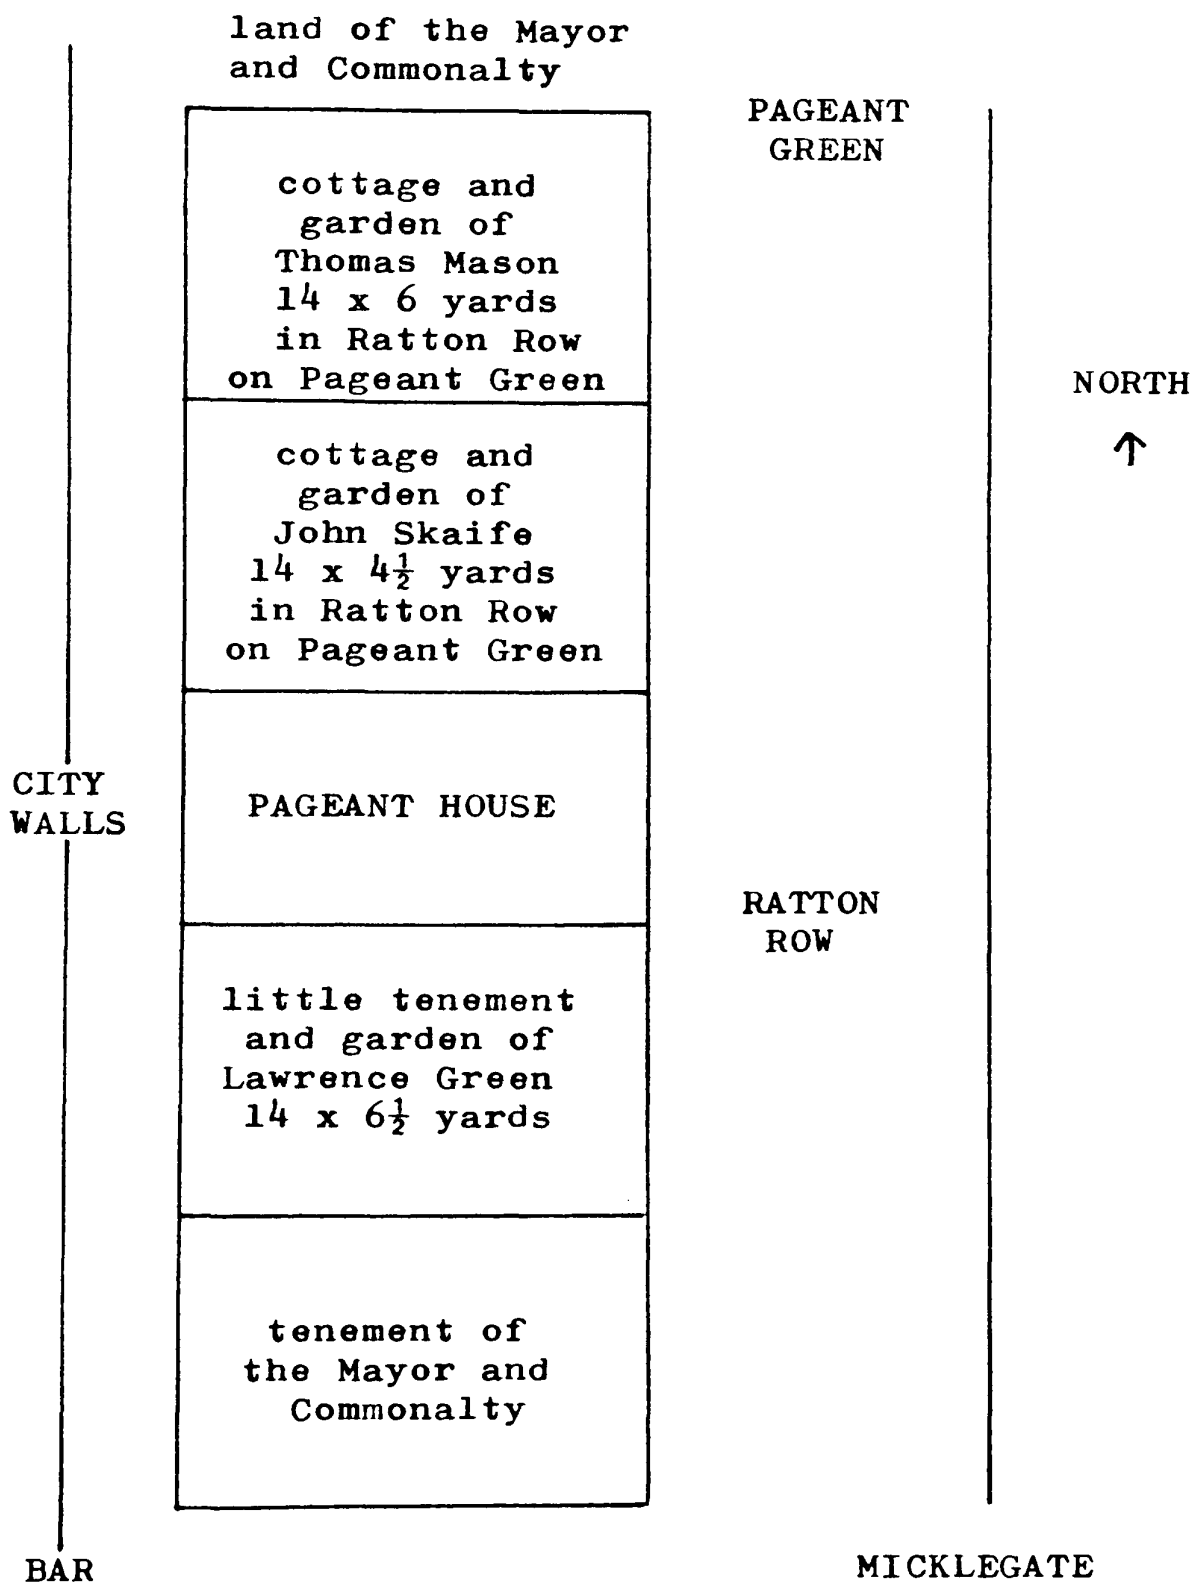 land of the Mayor
and Commonalty
PAGEANT
GREEN
cottage and
garden of
Thomas Mason
14 x 6 yards
in Ratton Row
on Pageant Green
NORTH
↑
cottage and
garden of
John Skaife
14 x 4½ yards
in Ratton Row
on Pageant Green
CITY
WALLS
PAGEANT HOUSE
RATTON
ROW
little tenement
and garden of
Lawrence Green
14 x 6½ yards
tenement of
the Mayor and
Commonalty
BAR
MICKLEGATE